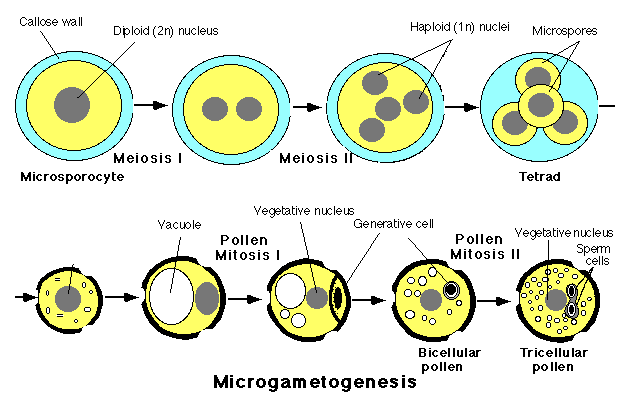 Callose wall
Diploid (2n) nucleus
Haploid (1n) nuclei
Microspores
Meiosis I
Meiosis II
Microsporocyte
Tetrad
Vacuole
Vegetative nucleus
Generative cell
Vegetative nucleus
Pollen
Mitosis I
Pollen
Mitosis II
Sperm
cells
Bicellular
pollen
Tricellular
pollen
Microgametogenesis